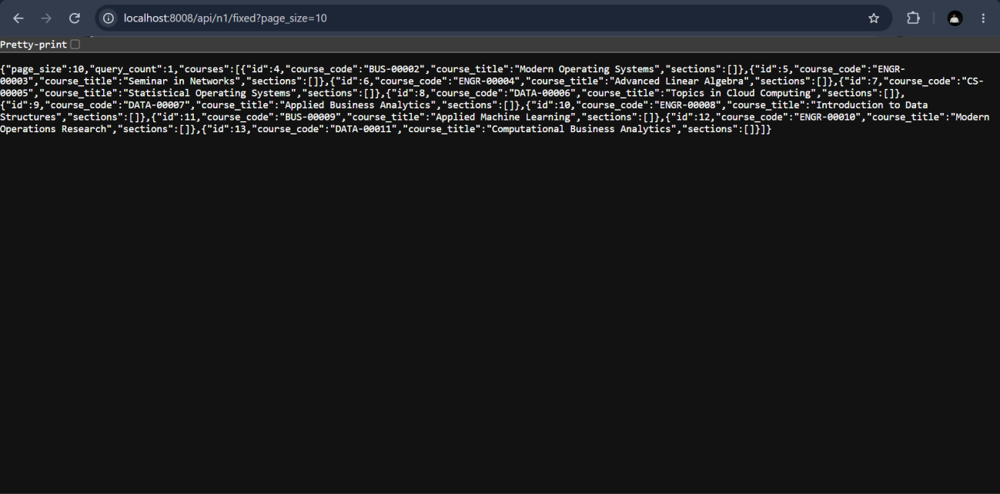 localhost:8008/api/n1/fixed?page_size=10
Pretty-print
{"page_size":10,"query_count":1,"courses":[{"id":4,"course_code":"BUS-00002","course_title":"Modern Operating Systems","sections":[]},{"id":5,"course_code":"ENGR-
00003","course_title":"Seminar in Networks","sections":[]},{"id":6,"course_code":"ENGR-00004","course_title":"Advanced Linear Algebra","sections":[]},{"id":7,"course_code":"CS-
00005","course_title":"Statistical Operating Systems","sections":[]},{"id":8,"course_code":"DATA-00006","course_title":"Topics in Cloud Computing","sections":[]},
{"id":9,"course_code":"DATA-00007","course_title":"Applied Business Analytics","sections":[]},{"id":10,"course_code":"ENGR-00008","course_title":"Introduction to Data
Structures","sections":[]},{"id":11,"course_code":"BUS-00009","course_title":"Applied Machine Learning","sections":[]},{"id":12,"course_code":"ENGR-00010","course_title":"Modern
Operations Research","sections":[]},{"id":13,"course_code":"DATA-00011","course_title":"Computational Business Analytics","sections":[]}]}